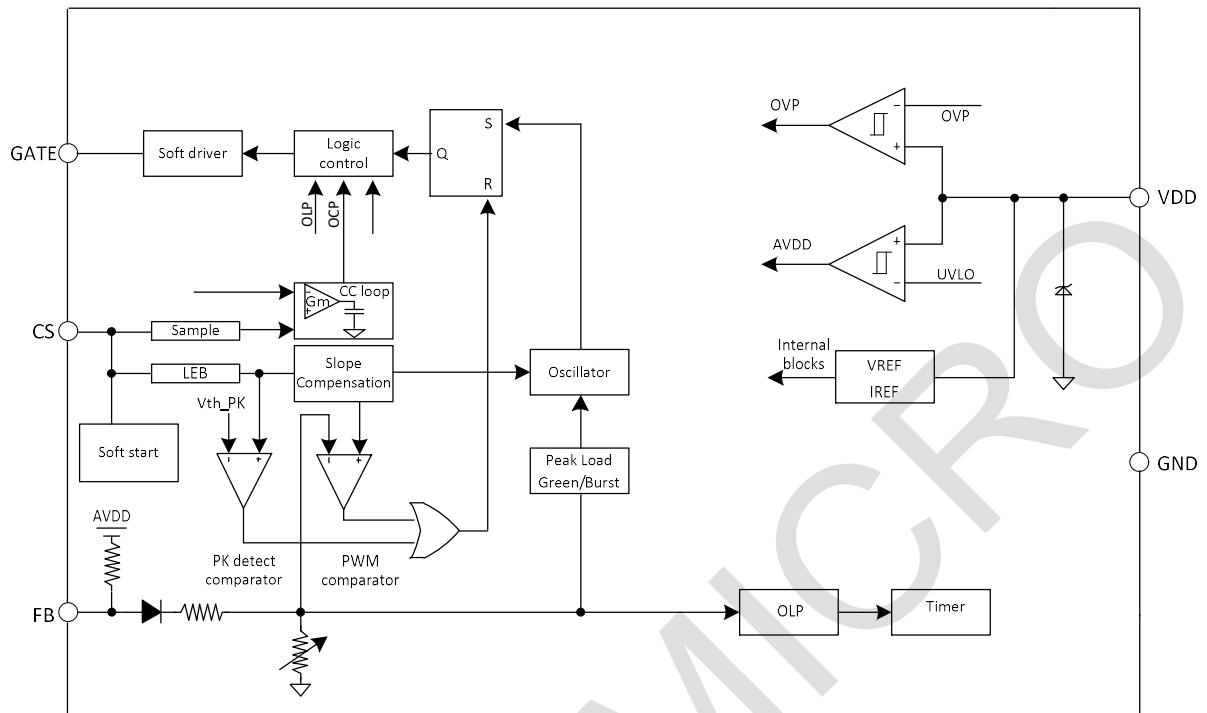 OVP
−
OVP
+
S
GATE
Soft driver
Logic
control
Q
R
VDD
OLP
OCP
AVDD
+
UVLO
−
CC loop
−
Gm
+
CS
Sample
Internal
blocks
VREF
IREF
LEB
Slope
Compensation
Oscillator
Vth_PK
Soft start
-
+
-
+
Peak Load
Green/Burst
GND
AVDD
PK detect
comparator
PWM
comparator
FB
OLP
Timer
MICRO